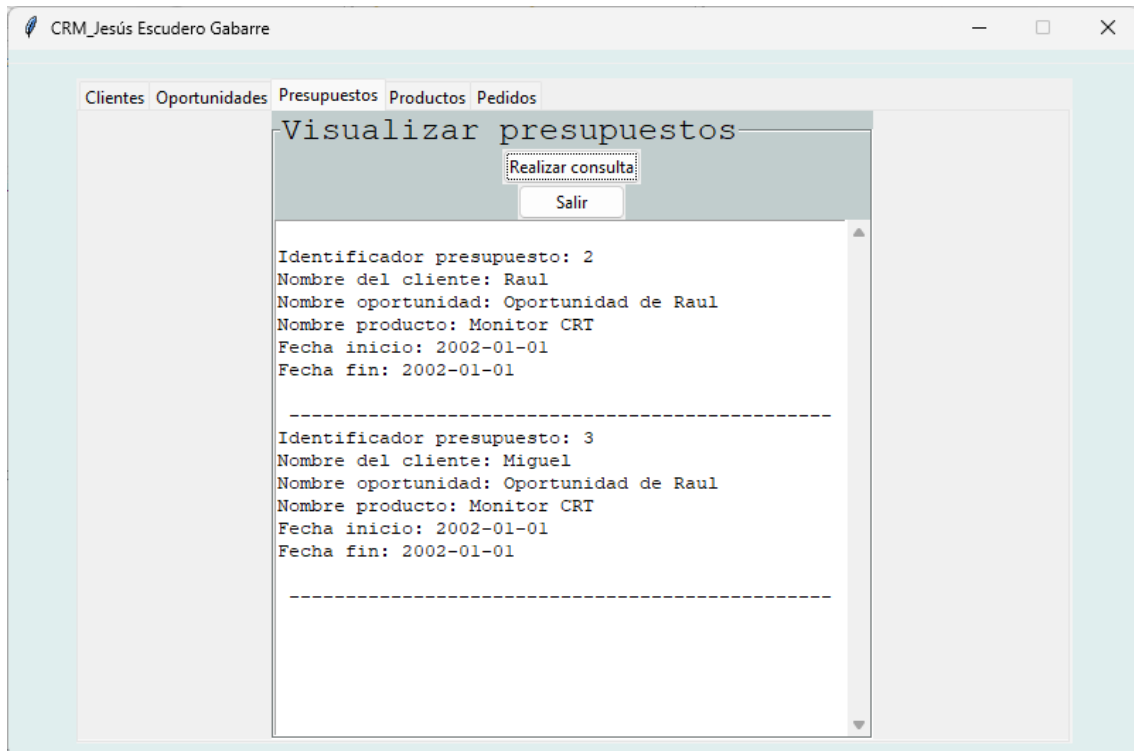 CRM_Jesús Escudero Gabarre
Clientes Oportunidades Presupuestos Productos Pedidos
Visualizar presupuestos
Realizar consulta
Salir
Identificador presupuesto: 2
Nombre del cliente: Raul
Nombre oportunidad: Oportunidad de Raul
Nombre producto: Monitor CRT
Fecha inicio: 2002-01-01
Fecha fin: 2002-01-01
------------------------------------------------
Identificador presupuesto: 3
Nombre del cliente: Miguel
Nombre oportunidad: Oportunidad de Raul
Nombre producto: Monitor CRT
Fecha inicio: 2002-01-01
Fecha fin: 2002-01-01
------------------------------------------------